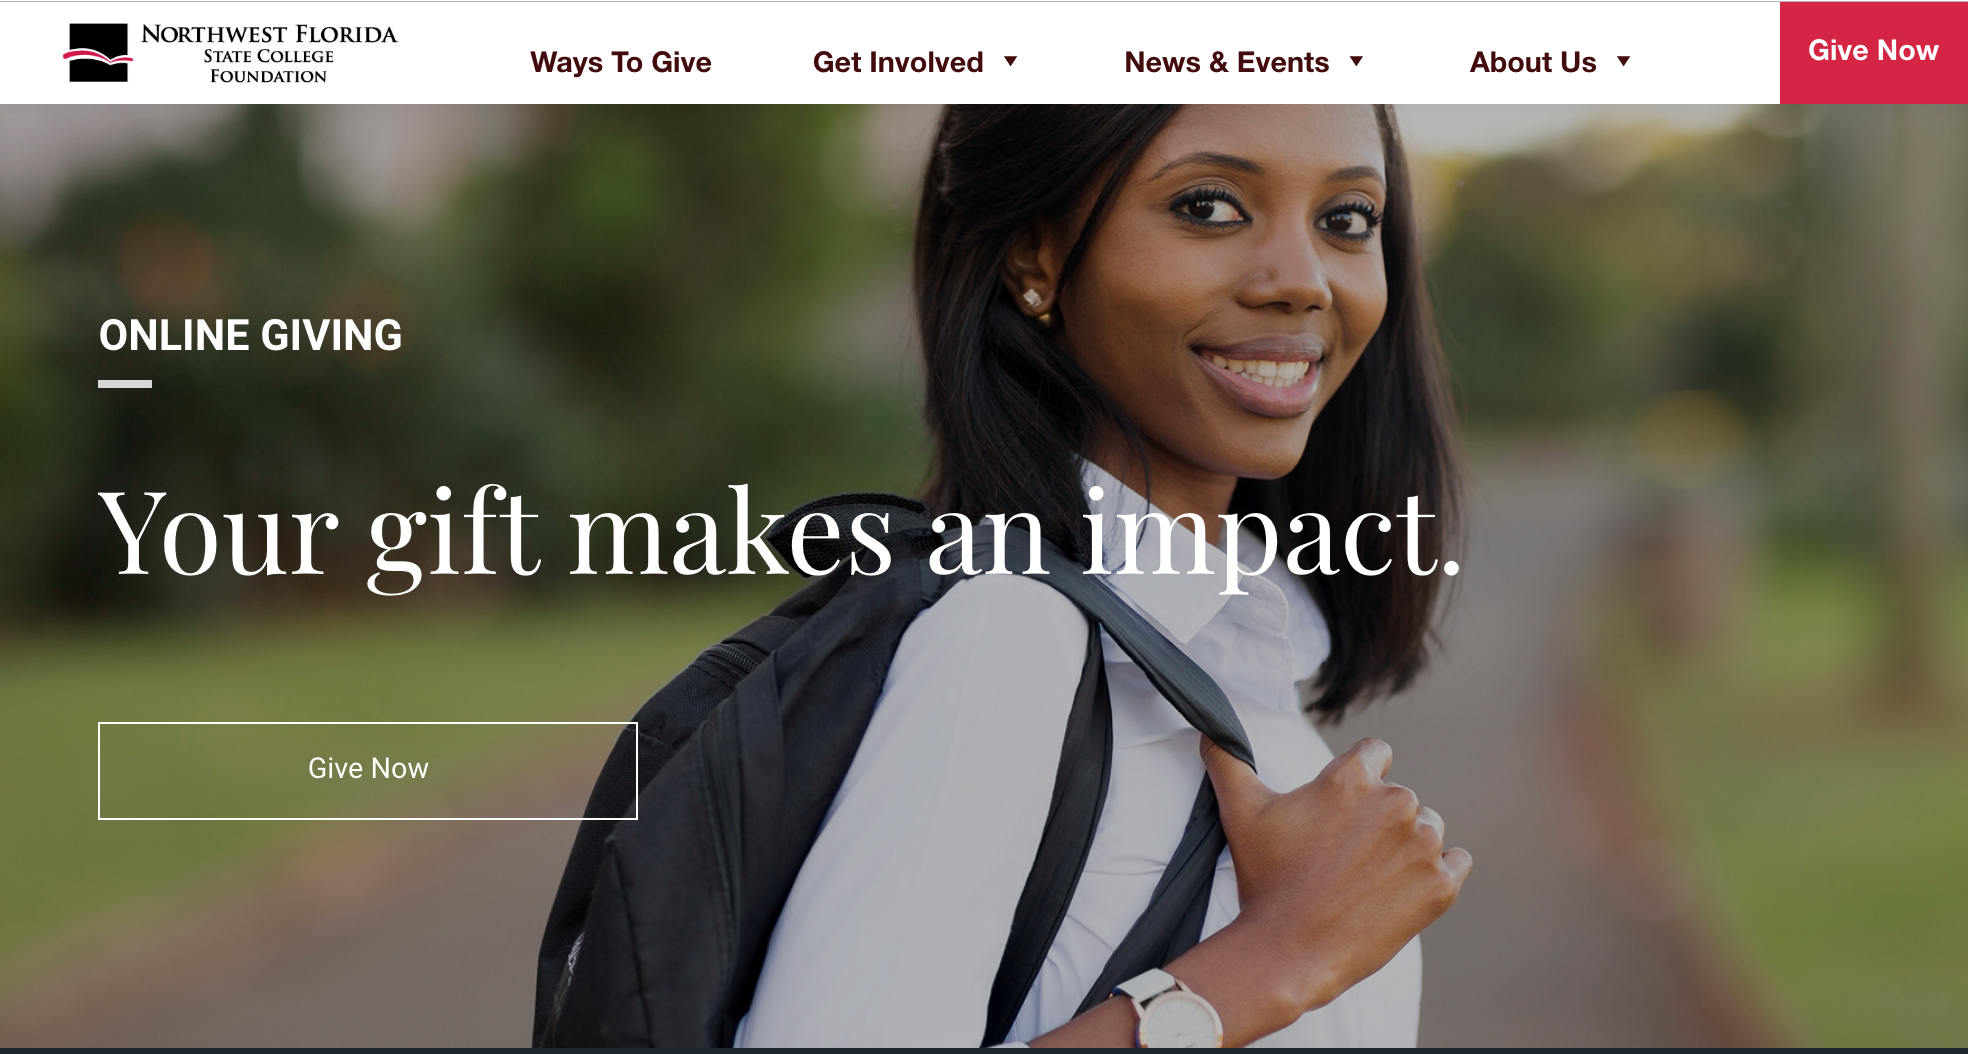 NORTHWEST FLORIDA
STATE COLLEGE
FOUNDATION
Ways To Give
Get Involved
News & Events
About Us
Give Now
ONLINE GIVING
Your gift makes an impact.
Give Now